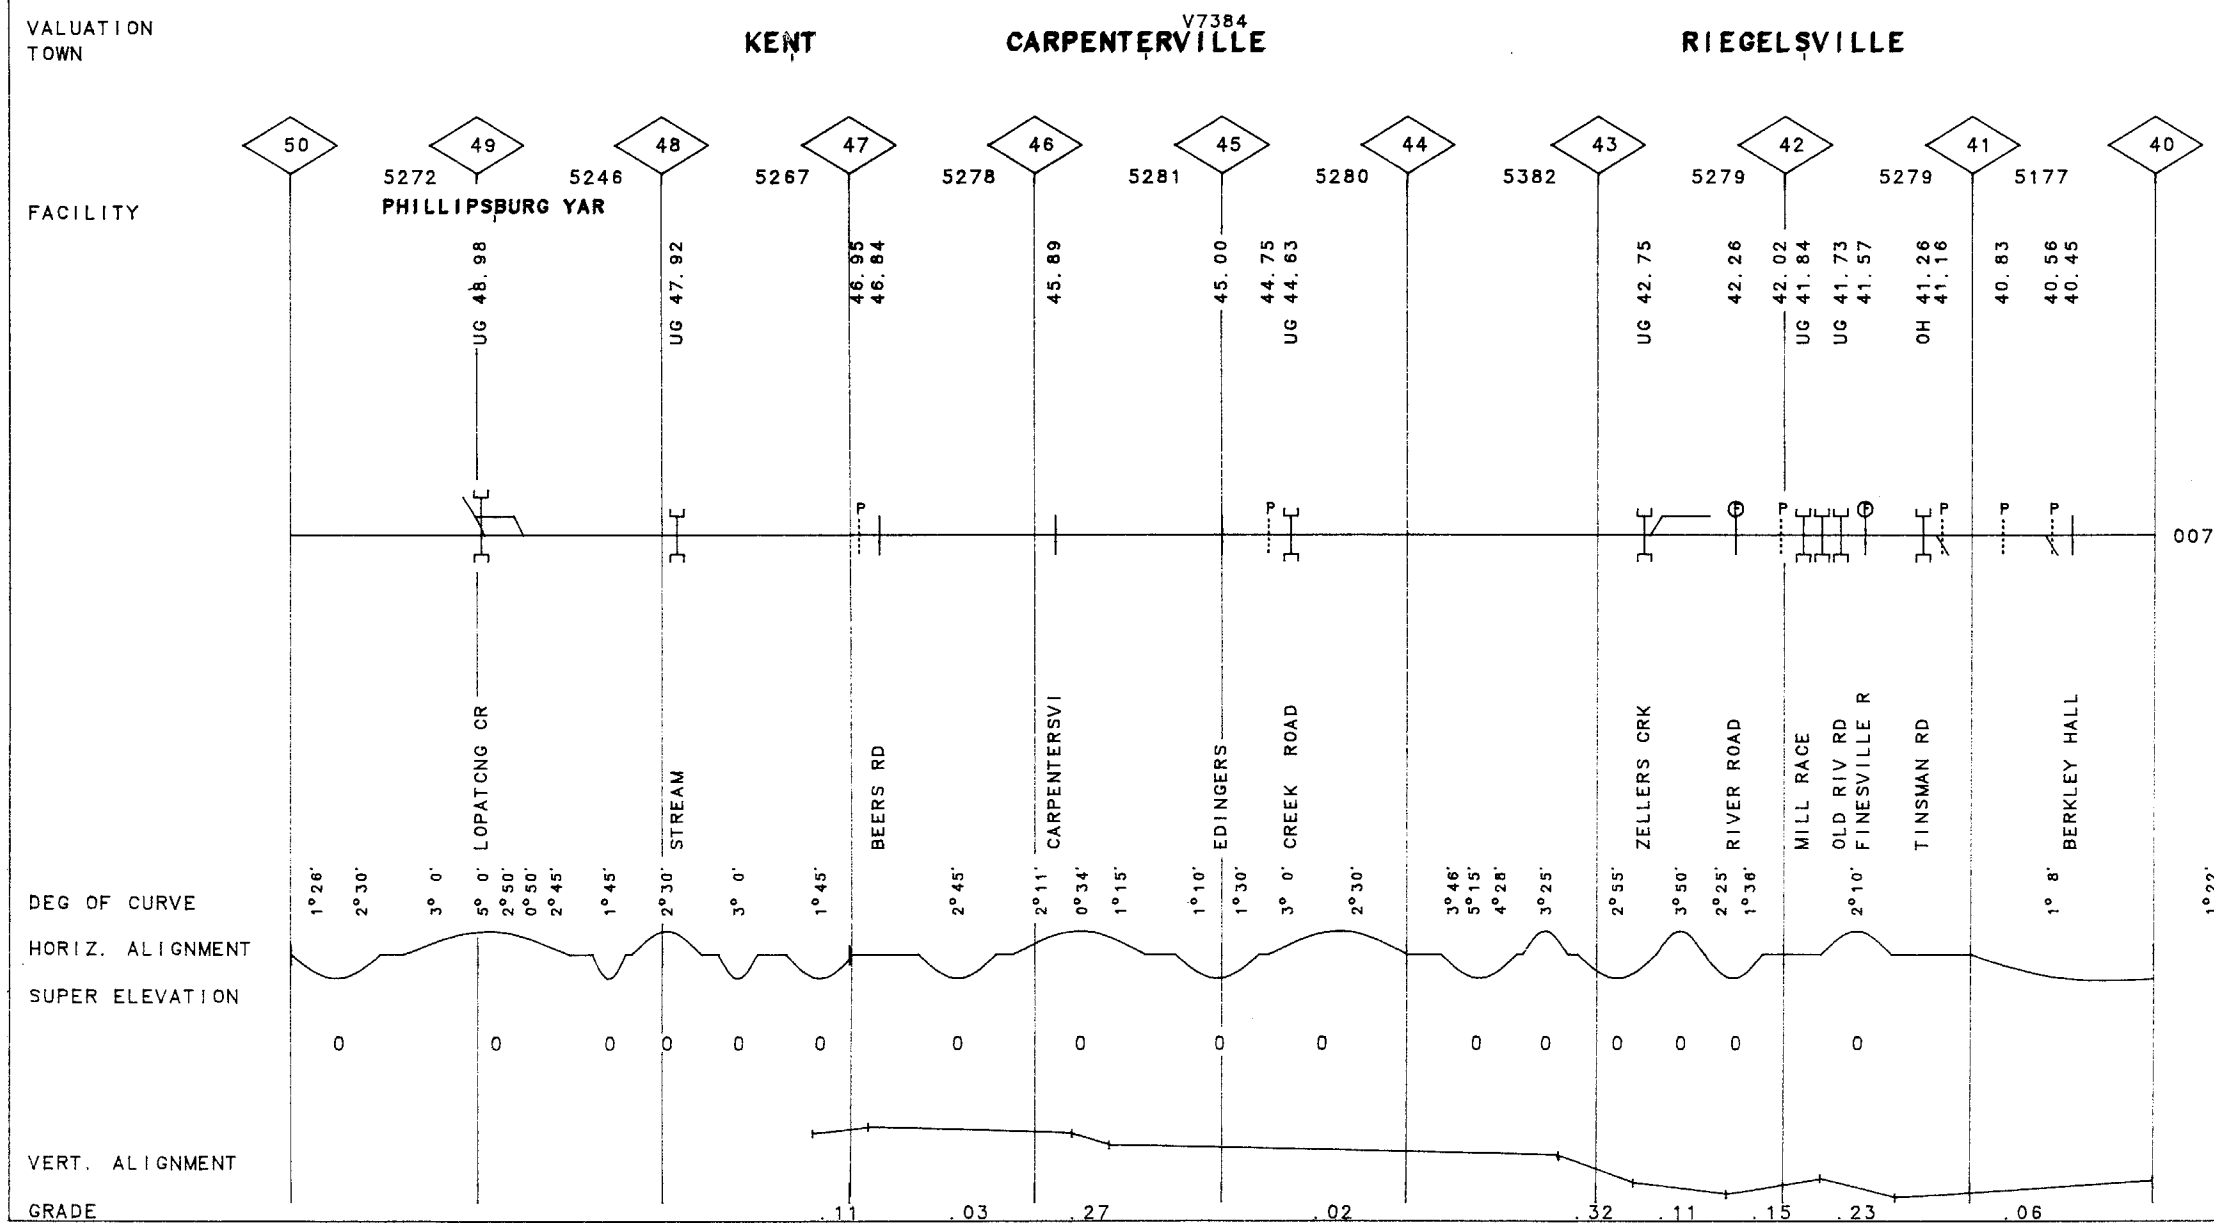 VALUATION
V7384
TOWN KENT CARPENTERVILLE RIEGELSVILLE
50 49 48 47 46 45 44 43 42 41 40
5272 5246 5267 5278 5281 5280 5382 5279 5279 5177
FACILITY PHILLIPSBURG YAR
UG 48.98
UG 47.92
46.95
46.84
45.89
45.00
44.75
UG 44.63
UG 42.75
42.26
42.02
UG 41.84
UG 41.73
41.57
OH 41.26
41.16
40.83
40.56
40.45
P P F P F P P P
007
LOPATCNG CR
STREAM
BEERS RD
CARPENTERSVI
EDINGERS
CREEK ROAD
ZELLERS CRK
RIVER ROAD
MILL RACE
OLD RIV RD
FINESVILLE R
TINSMAN RD
BERKLEY HALL
DEG OF CURVE 1°26' 2°30' 3° 0' 5° 0' 2°50' 0°50' 2°45' 1°45' 2°30' 3° 0' 1°45' 2°45' 2°11' 0°34' 1°15' 1°10' 1°30' 3° 0' 2°30' 3°46' 5°15' 4°28' 3°25' 2°55' 3°50' 2°25' 1°36' 2°10' 1° 8' 1°22'
HORIZ. ALIGNMENT
SUPER ELEVATION
0 0 0 0 0 0 0 0 0 0 0 0 0 0 0 0
VERT. ALIGNMENT
GRADE .11 .03 .27 .02 .32 .11 .15 .23 .06